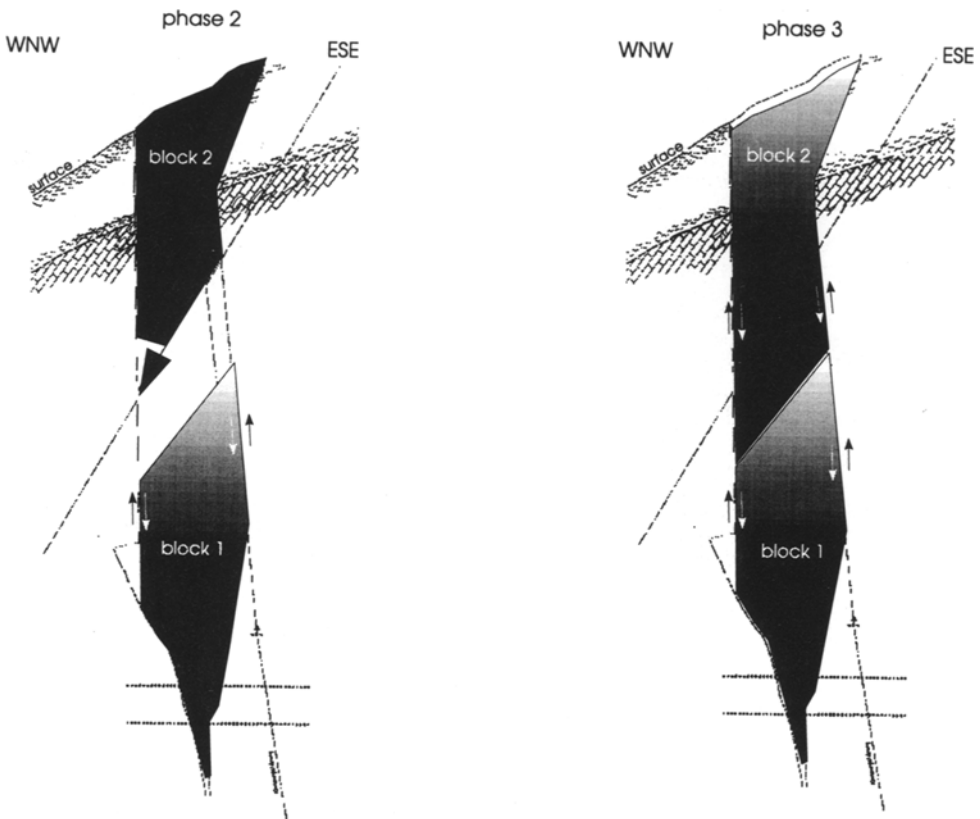 phase 2
WNW
ESE
surface
block 2
block 1
phase 3
WNW
ESE
surface
block 2
block 1